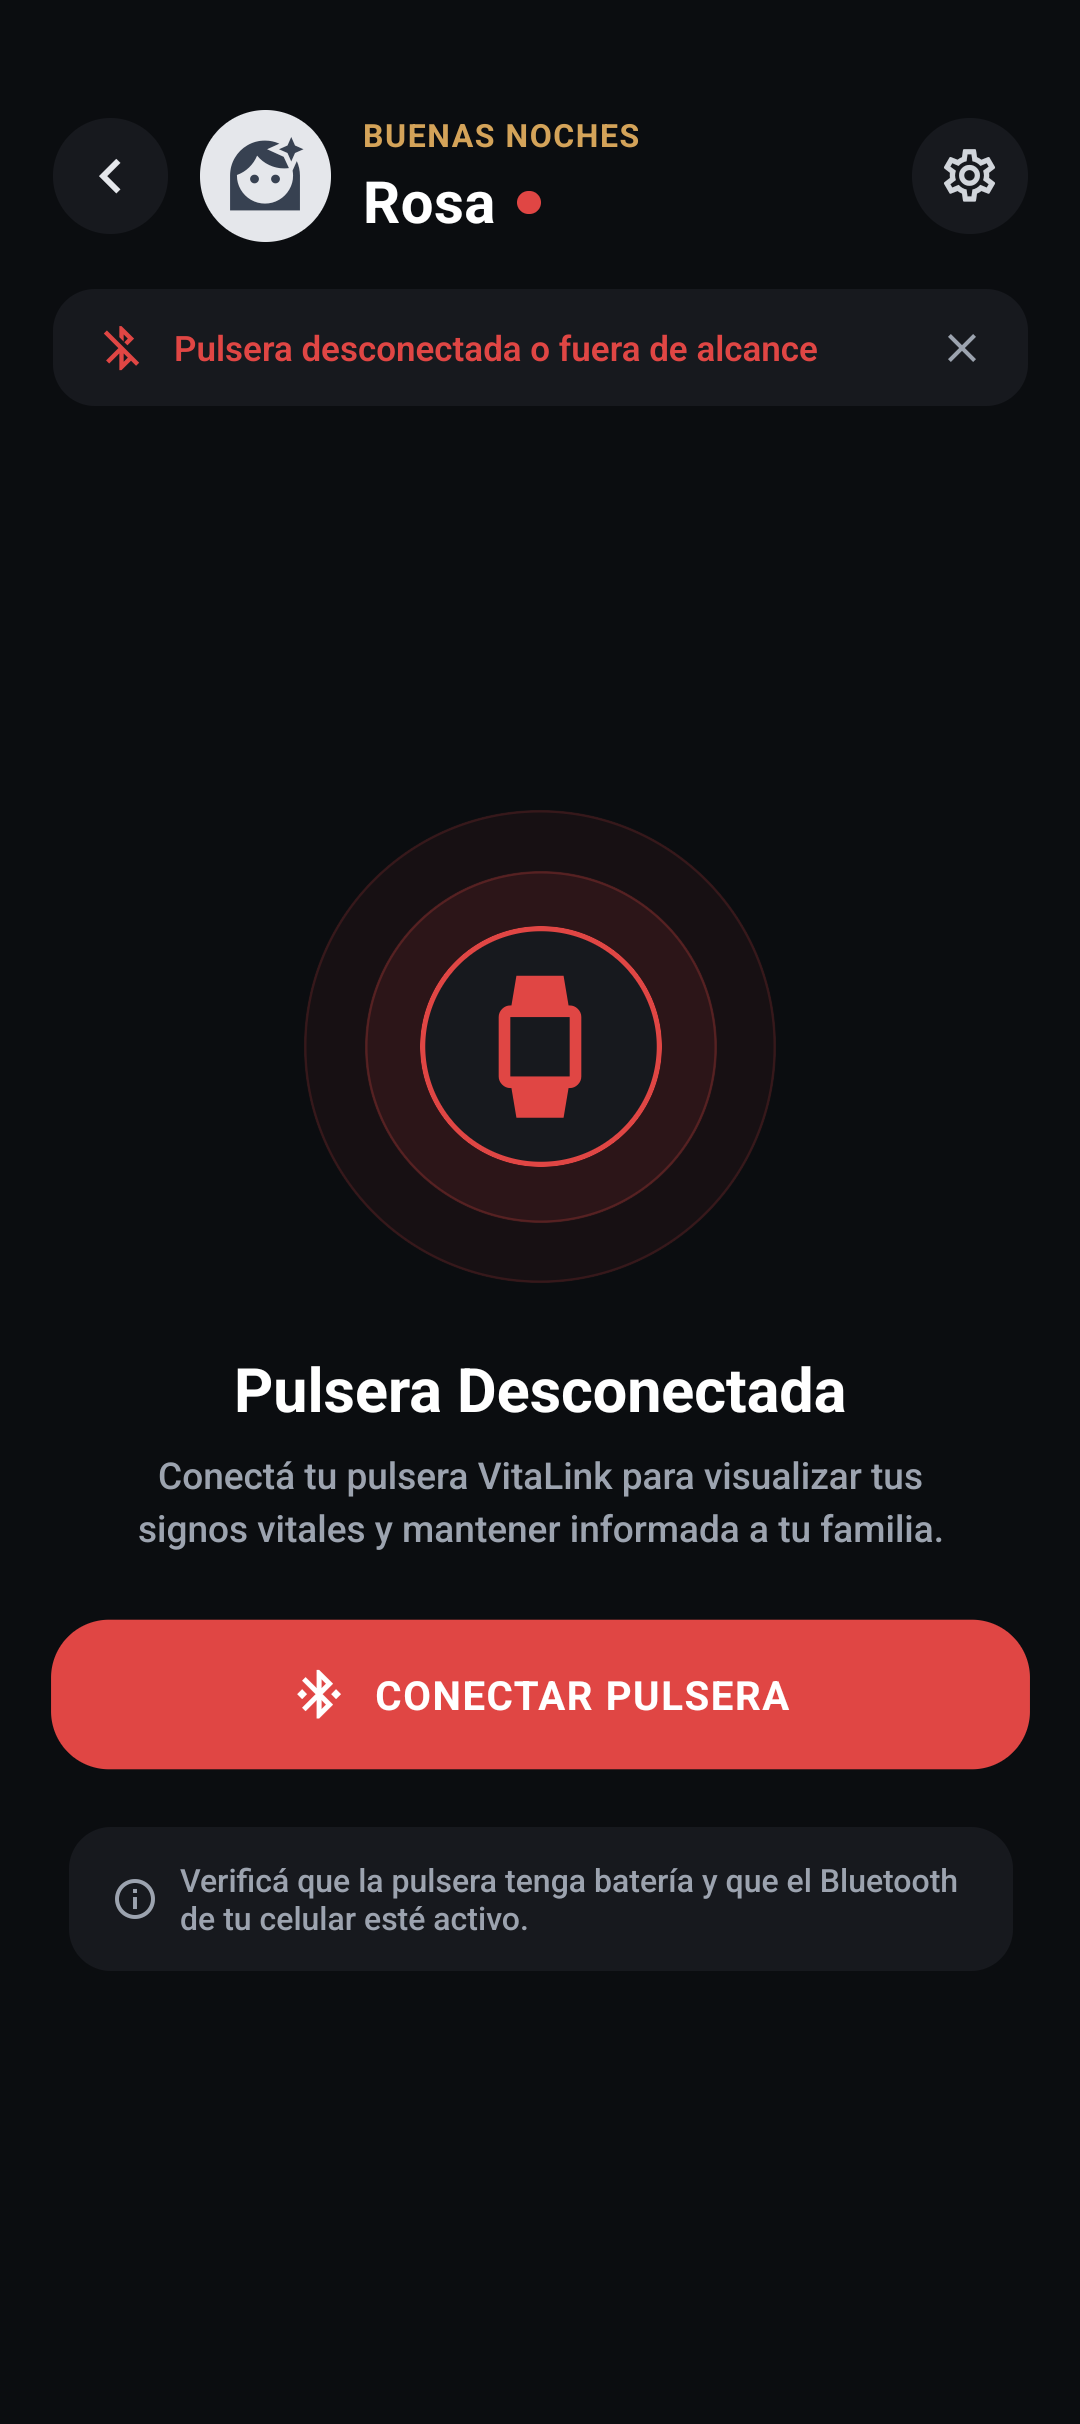 BUENAS NOCHES
Rosa
Pulsera desconectada o fuera de alcance
Pulsera Desconectada
Conectá tu pulsera VitaLink para visualizar tus
signos vitales y mantener informada a tu familia.
CONECTAR PULSERA
Verificá que la pulsera tenga batería y que el Bluetooth
de tu celular esté activo.